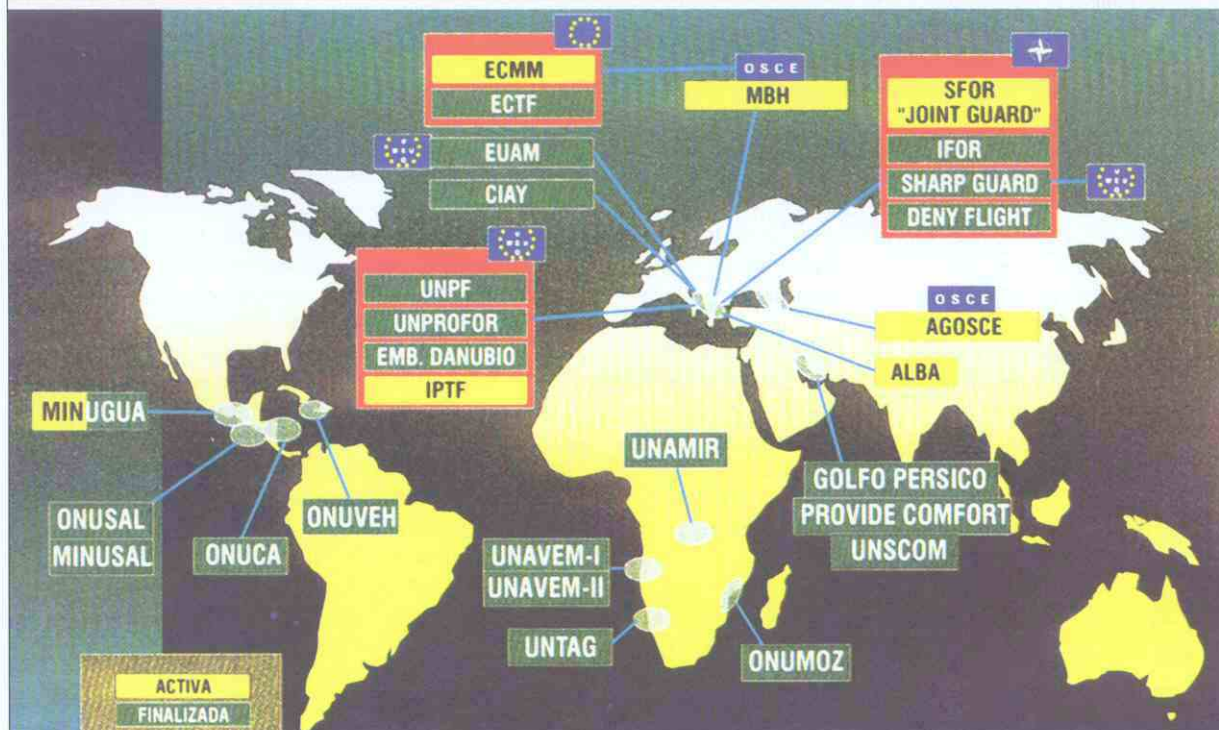 ECMM
ECTF
OSCE
MBH
SFOR
"JOINT GUARD"
IFOR
SHARP GUARD
DENY FLIGHT
EUAM
CIAY
UNPF
UNPROFOR
EMB. DANUBIO
IPTF
OSCE
AGOSCE
ALBA
MINUGUA
ONUSAL
MINUSAL
ONUCA
ONUVEH
UNAMIR
UNAVEM-I
UNAVEM-II
UNTAG
ONUMOZ
GOLFO PERSICO
PROVIDE COMFORT
UNSCOM
ACTIVA
FINALIZADA